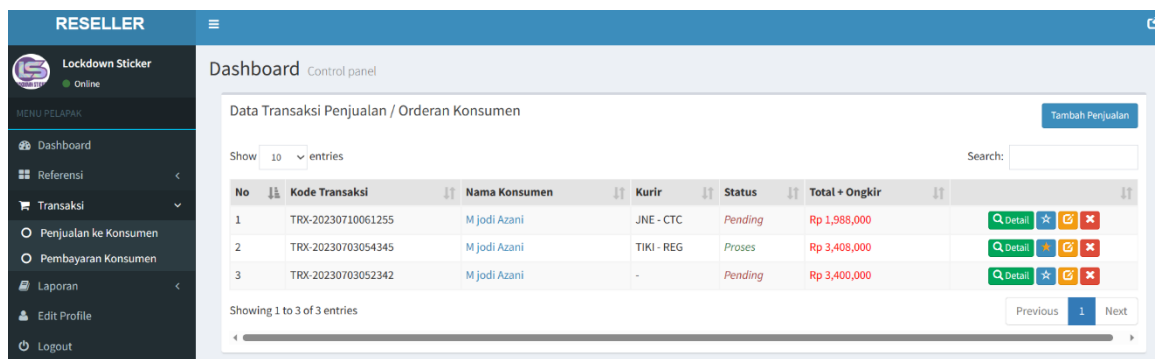 RESELLER
Lockdown Sticker
Online
MENU PELAPAK
Dashboard
Referensi
Transaksi
Penjualan ke Konsumen
Pembayaran Konsumen
Laporan
Edit Profile
Logout
Dashboard Control panel
Data Transaksi Penjualan / Orderan Konsumen
Tambah Penjualan
Show 10 entries
Search:
No Kode Transaksi Nama Konsumen Kurir Status Total + Ongkir
1 TRX-20230710061255 M jodi Azani JNE - CTC Pending Rp 1,988,000 Detail
2 TRX-20230703054345 M jodi Azani TIKI - REG Proses Rp 3,408,000 Detail
3 TRX-20230703052342 M jodi Azani - Pending Rp 3,400,000 Detail
Showing 1 to 3 of 3 entries
Previous 1 Next